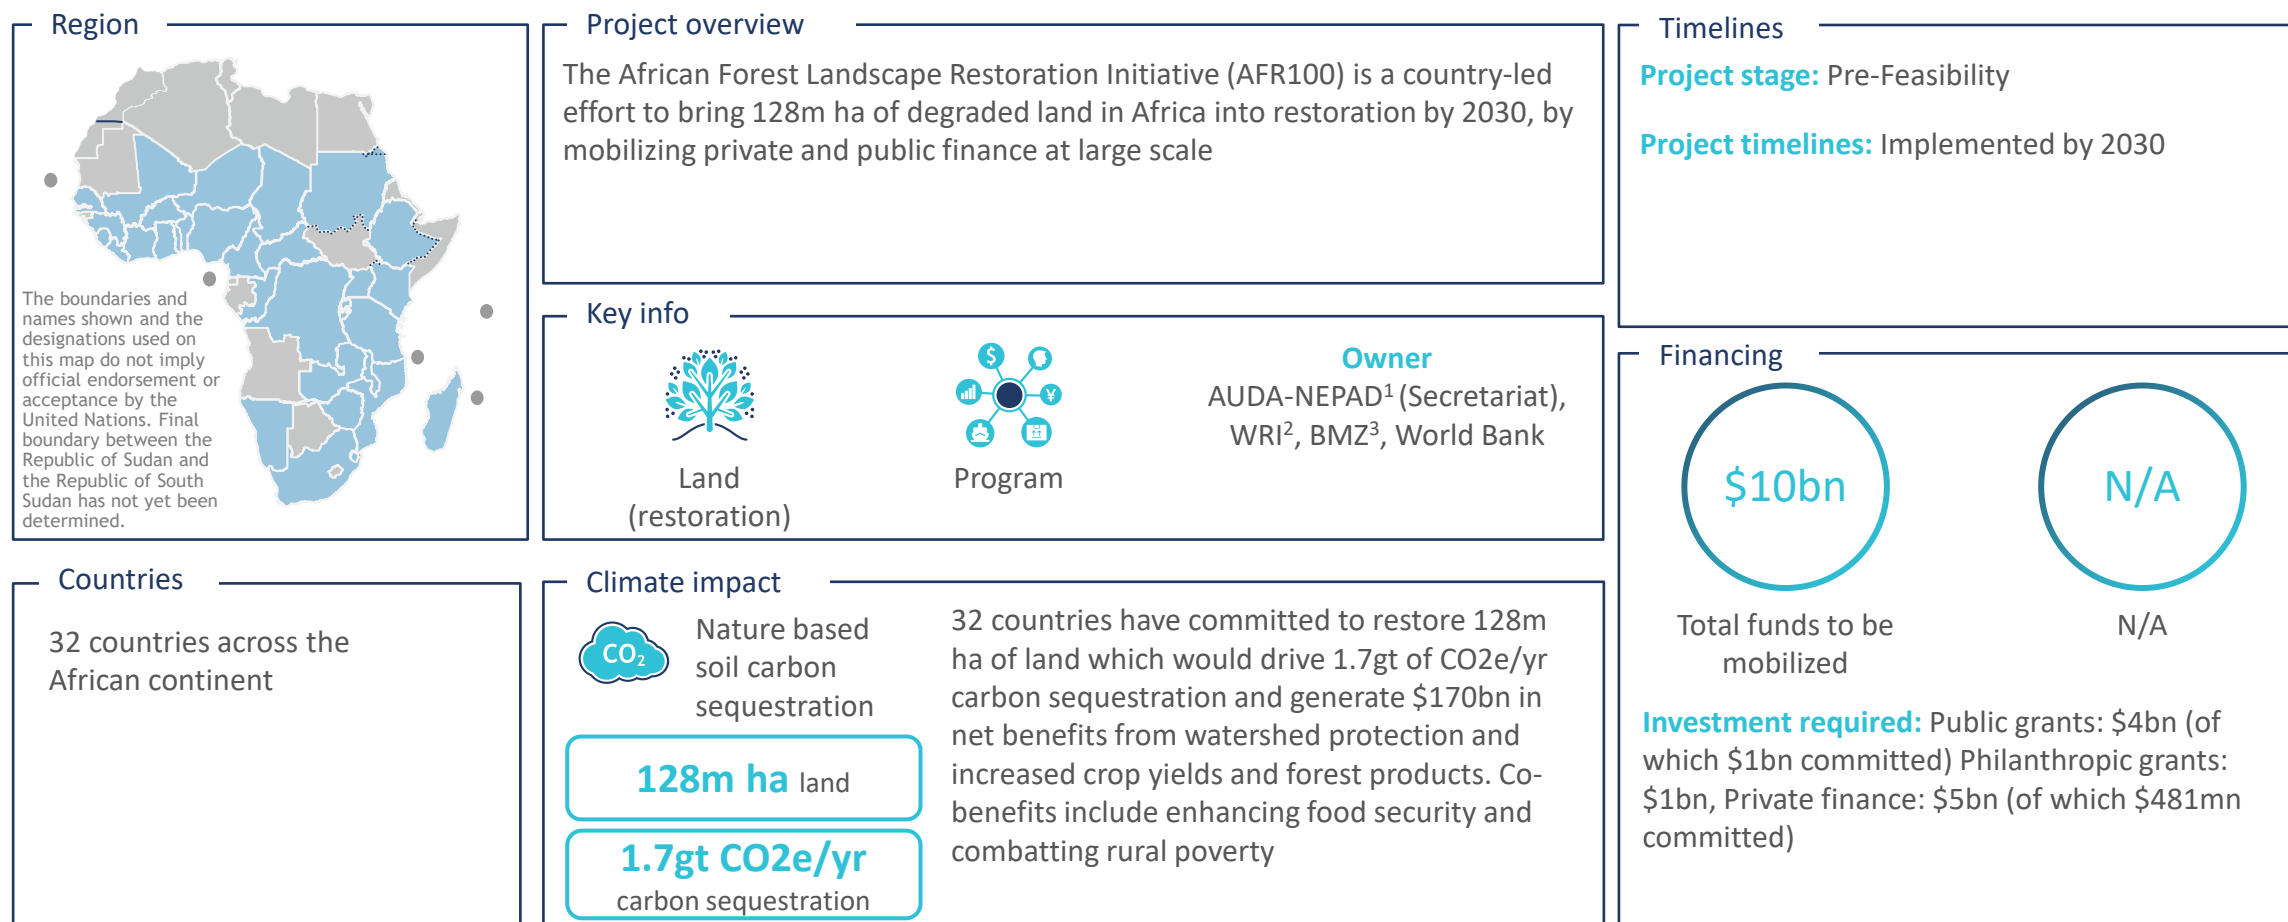 Region
The boundaries and
names shown and the
designations used on
this map do not imply
official endorsement or
acceptance by the
United Nations. Final
boundary between the
Republic of Sudan and
the Republic of South
Sudan has not yet been
determined.
Project overview
The African Forest Landscape Restoration Initiative (AFR100) is a country-led
effort to bring 128m ha of degraded land in Africa into restoration by 2030, by
mobilizing private and public finance at large scale
Timelines
Project stage: Pre-Feasibility
Project timelines: Implemented by 2030
Key info
$
¥
Land
(restoration)
Program
Owner
AUDA-NEPAD1 (Secretariat),
WRI2, BMZ3, World Bank
Financing
$10bn
Total funds to be
mobilized
N/A
N/A
Investment required: Public grants: $4bn (of
which $1bn committed) Philanthropic grants:
$1bn, Private finance: $5bn (of which $481mn
committed)
Countries
32 countries across the
African continent
Climate impact
CO2
Nature based
soil carbon
sequestration
128m ha land
1.7gt CO2e/yr
carbon sequestration
32 countries have committed to restore 128m
ha of land which would drive 1.7gt of CO2e/yr
carbon sequestration and generate $170bn in
net benefits from watershed protection and
increased crop yields and forest products. Co-
benefits include enhancing food security and
combatting rural poverty